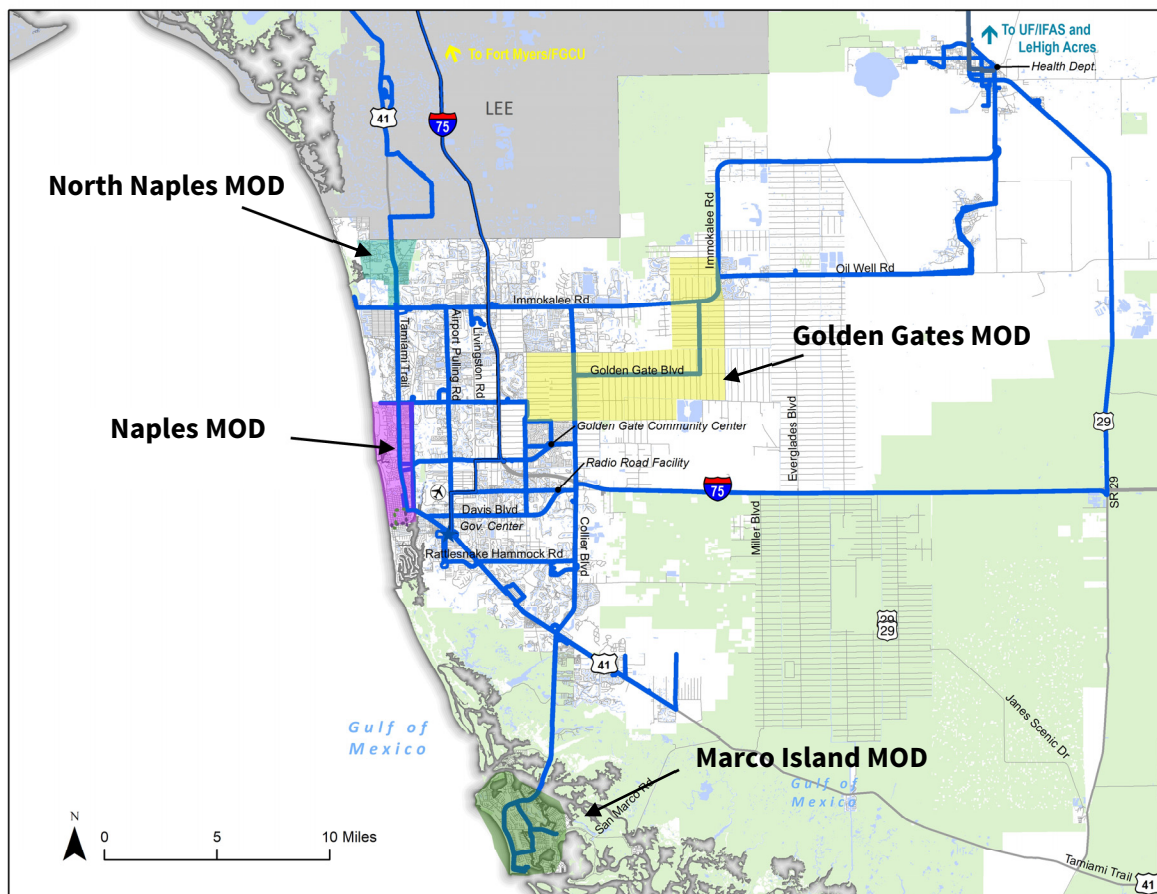 To UF/IFAS and
LeHigh Acres
Health Dept.
To Fort Myers/FGCU
LEE
41
75
North Naples MOD
Immokalee Rd
Oil Well Rd
Immokalee Rd
Golden Gates MOD
Tamiami Trail
Airport Pulling Rd
Livingston Rd
Golden Gate Blvd
Naples MOD
Golden Gate Community Center
Everglades Blvd
29
Radio Road Facility
75
SR 29
Davis Blvd
Gov. Center
Collier Blvd
Miller Blvd
Rattlesnake Hammock Rd
29
29
41
Janes Scenic Dr
Gulf of
Mexico
Marco Island MOD
Gulf of
Mexico
San Marco Rd
N
0 5 10 Miles
Tamiami Trail
41